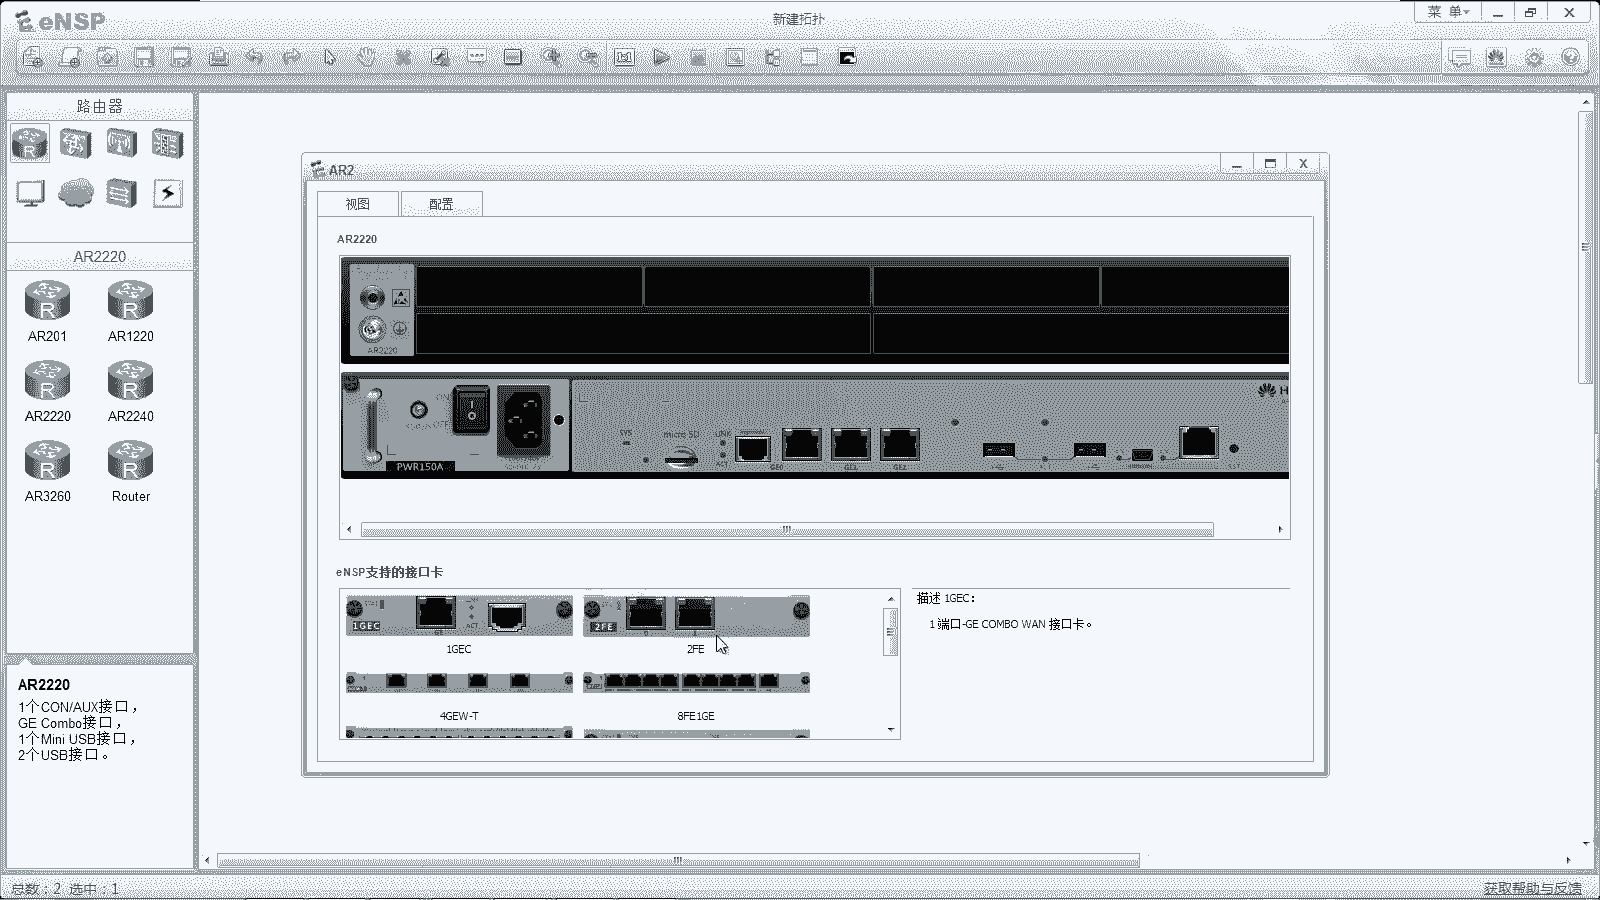 eNSP
新建拓扑
菜 单
路由器
AR2220
AR201
AR1220
AR2220
AR2240
AR3260
Router
AR2220
1个CON/AUX接口，
GE Combo接口，
1个Mini USB接口，
2个USB接口。
AR2
视图
配置
AR2220
AR2220
PWR150A
SYS
micro SD
LINK
ACT
GE0
GE1
GE2
eNSP支持的接口卡
1GEC
GE
ACT
1GEC
2FE
2FE
4GEW-T
8FE1GE
描述 1GEC：
1 端口-GE COMBO WAN 接口卡。
总数：2 选中：1
获取帮助与反馈